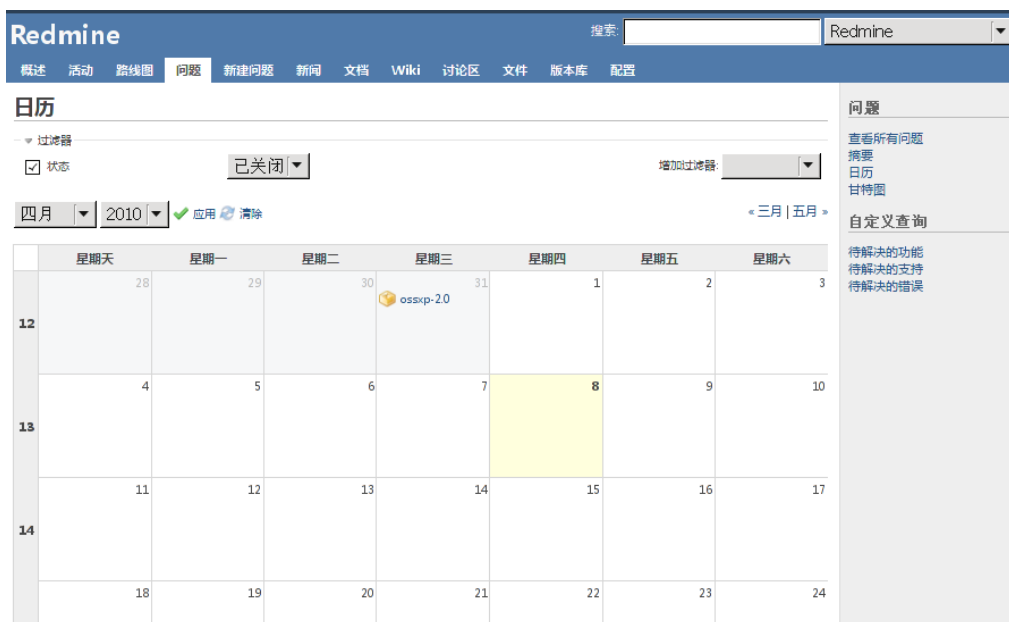 Redmine 搜索: Redmine
概述 活动 路线图 问题 新建问题 新闻 文档 Wiki 讨论区 文件 版本库 配置
日历
过滤器
状态 已关闭 增加过滤器:
四月 2010 应用 清除 « 三月 | 五月 »
星期天 星期一 星期二 星期三 星期四 星期五 星期六
28 29 30 31 1 2 3
ossxp-2.0
12
4 5 6 7 8 9 10
13
11 12 13 14 15 16 17
14
18 19 20 21 22 23 24
问题
查看所有问题
摘要
日历
甘特图
自定义查询
待解决的功能
待解决的支持
待解决的错误